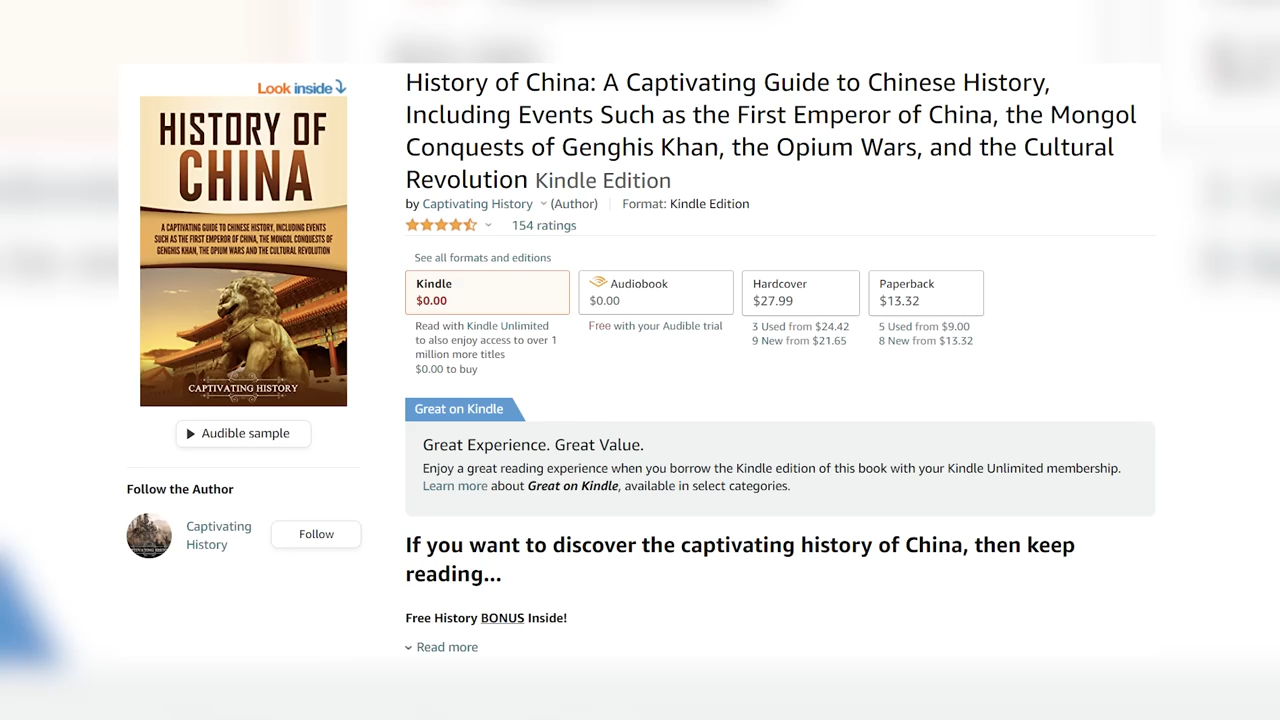 Look inside
HISTORY OF
CHINA
A CAPTIVATING GUIDE TO CHINESE HISTORY, INCLUDING EVENTS
SUCH AS THE FIRST EMPEROR OF CHINA, THE MONGOL CONQUESTS OF
GENGHIS KHAN, THE OPIUM WARS AND THE CULTURAL REVOLUTION
CAPTIVATING HISTORY
Audible sample
Follow the Author
Captivating
History
Follow
History of China: A Captivating Guide to Chinese History,
Including Events Such as the First Emperor of China, the Mongol
Conquests of Genghis Khan, the Opium Wars, and the Cultural
Revolution Kindle Edition
by Captivating History (Author) Format: Kindle Edition
154 ratings
See all formats and editions
Kindle
$0.00
Read with Kindle Unlimited
to also enjoy access to over 1
million more titles
$0.00 to buy
Audiobook
$0.00
Free with your Audible trial
Hardcover
$27.99
3 Used from $24.42
9 New from $21.65
Paperback
$13.32
5 Used from $9.00
8 New from $13.32
Great on Kindle
Great Experience. Great Value.
Enjoy a great reading experience when you borrow the Kindle edition of this book with your Kindle Unlimited membership.
Learn more about Great on Kindle, available in select categories.
If you want to discover the captivating history of China, then keep
reading...
Free History BONUS Inside!
Read more